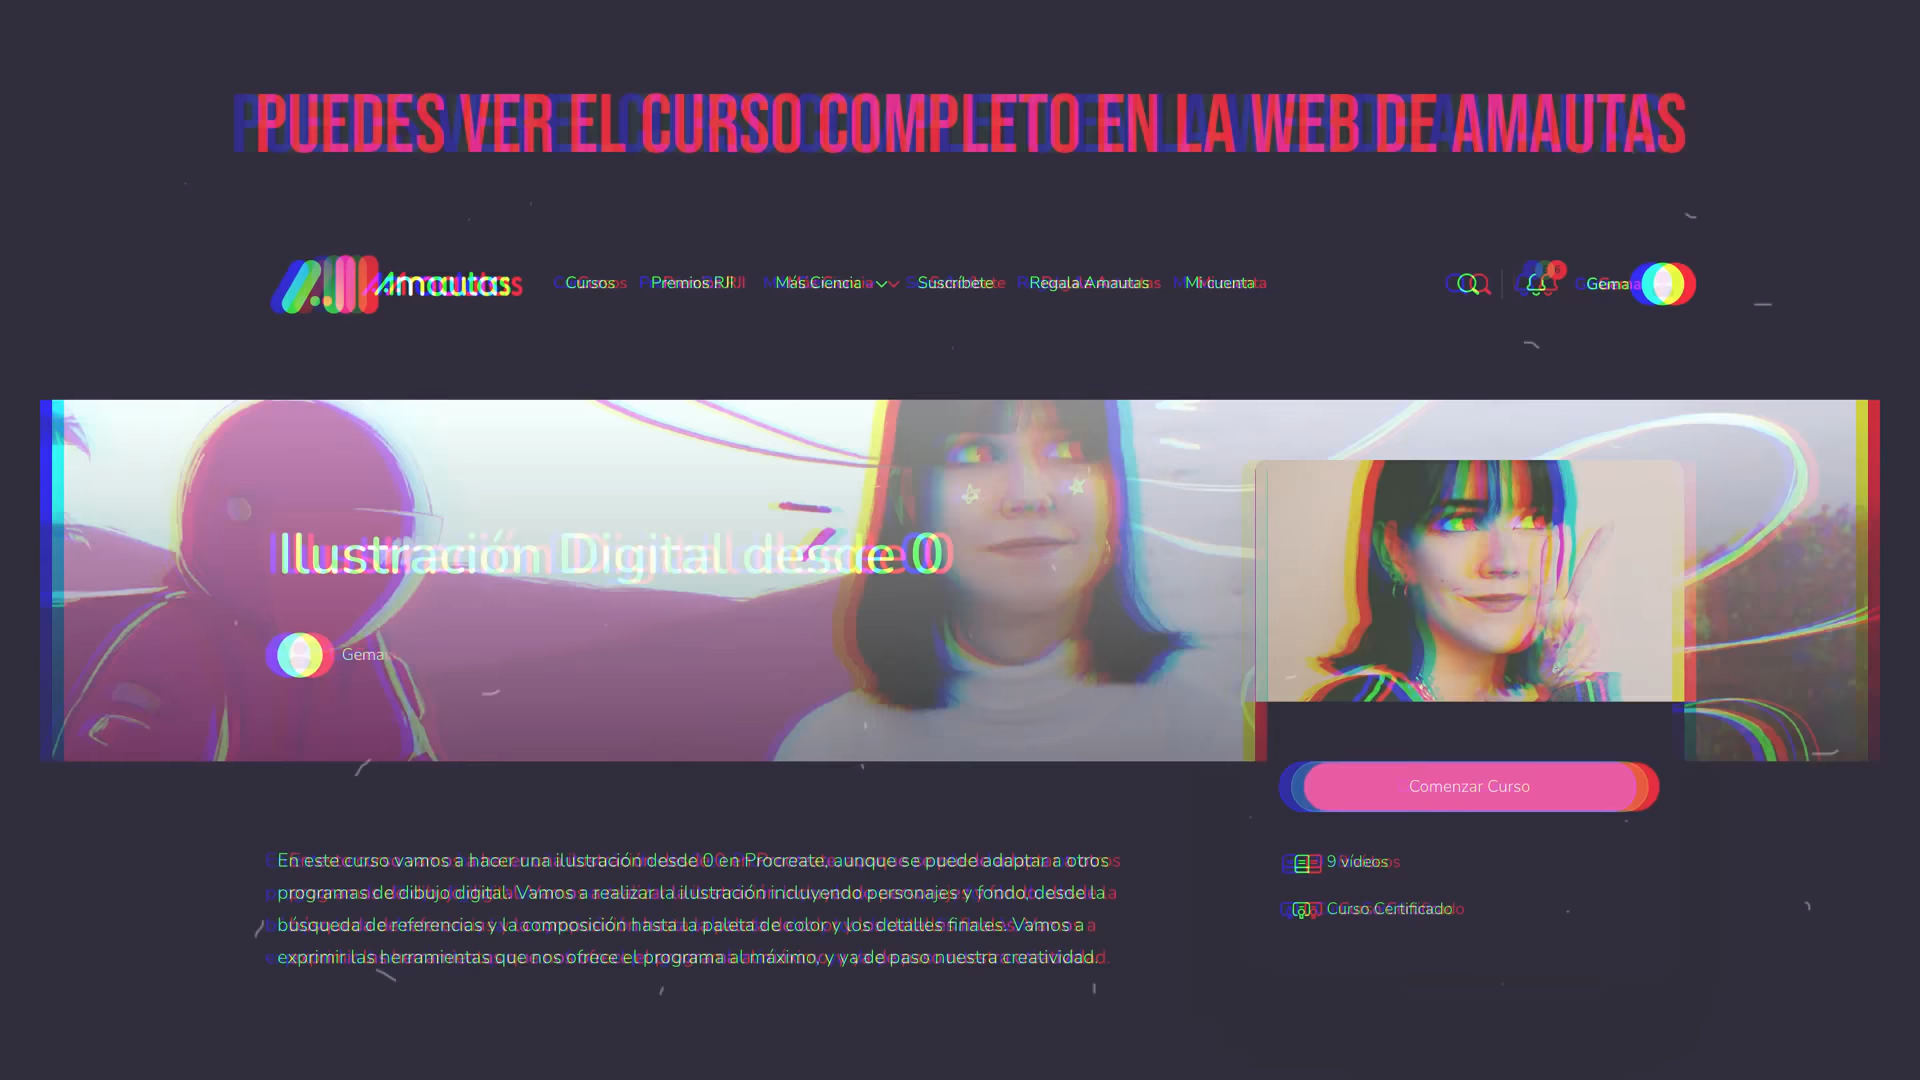 PUEDES VER EL CURSO COMPLETO EN LA WEB DE AMAUTAS
Amautas
Cursos Premios RJI Más Ciencia Suscríbete Regala Amautas Mi cuenta
6
Gema
Ilustración Digital desde 0
Gema
Comenzar Curso
En este curso vamos a hacer una ilustración desde 0 en Procreate, aunque se puede adaptar a otros
programas de dibujo digital. Vamos a realizar la ilustración incluyendo personajes y fondo, desde la
búsqueda de referencias y la composición hasta la paleta de color y los detalles finales. Vamos a
exprimir las herramientas que nos ofrece el programa al máximo, y ya de paso nuestra creatividad.
9 vídeos
Curso Certificado